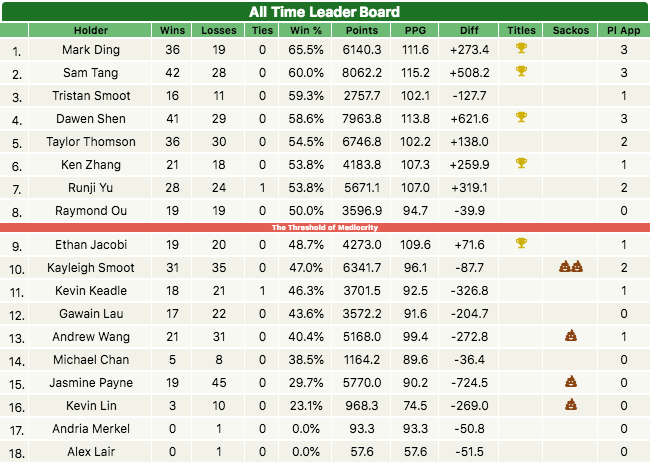 All Time Leader Board
Holder Wins Losses Ties Win % Points PPG Diff Titles Sackos Pl App
1. Mark Ding 36 19 0 65.5% 6140.3 111.6 +273.4 3
2. Sam Tang 42 28 0 60.0% 8062.2 115.2 +508.2 3
3. Tristan Smoot 16 11 0 59.3% 2757.7 102.1 -127.7 1
4. Dawen Shen 41 29 0 58.6% 7963.8 113.8 +621.6 3
5. Taylor Thomson 36 30 0 54.5% 6746.8 102.2 +138.0 2
6. Ken Zhang 21 18 0 53.8% 4183.8 107.3 +259.9 1
7. Runji Yu 28 24 1 53.8% 5671.1 107.0 +319.1 2
8. Raymond Ou 19 19 0 50.0% 3596.9 94.7 -39.9 0
The Threshold of Mediocrity
9. Ethan Jacobi 19 20 0 48.7% 4273.0 109.6 +71.6 1
10. Kayleigh Smoot 31 35 0 47.0% 6341.7 96.1 -87.7 2
11. Kevin Keadle 18 21 1 46.3% 3701.5 92.5 -326.8 1
12. Gawain Lau 17 22 0 43.6% 3572.2 91.6 -204.7 0
13. Andrew Wang 21 31 0 40.4% 5168.0 99.4 -272.8 1
14. Michael Chan 5 8 0 38.5% 1164.2 89.6 -36.4 0
15. Jasmine Payne 19 45 0 29.7% 5770.0 90.2 -724.5 0
16. Kevin Lin 3 10 0 23.1% 968.3 74.5 -269.0 0
17. Andria Merkel 0 1 0 0.0% 93.3 93.3 -50.8 0
18. Alex Lair 0 1 0 0.0% 57.6 57.6 -51.5 0